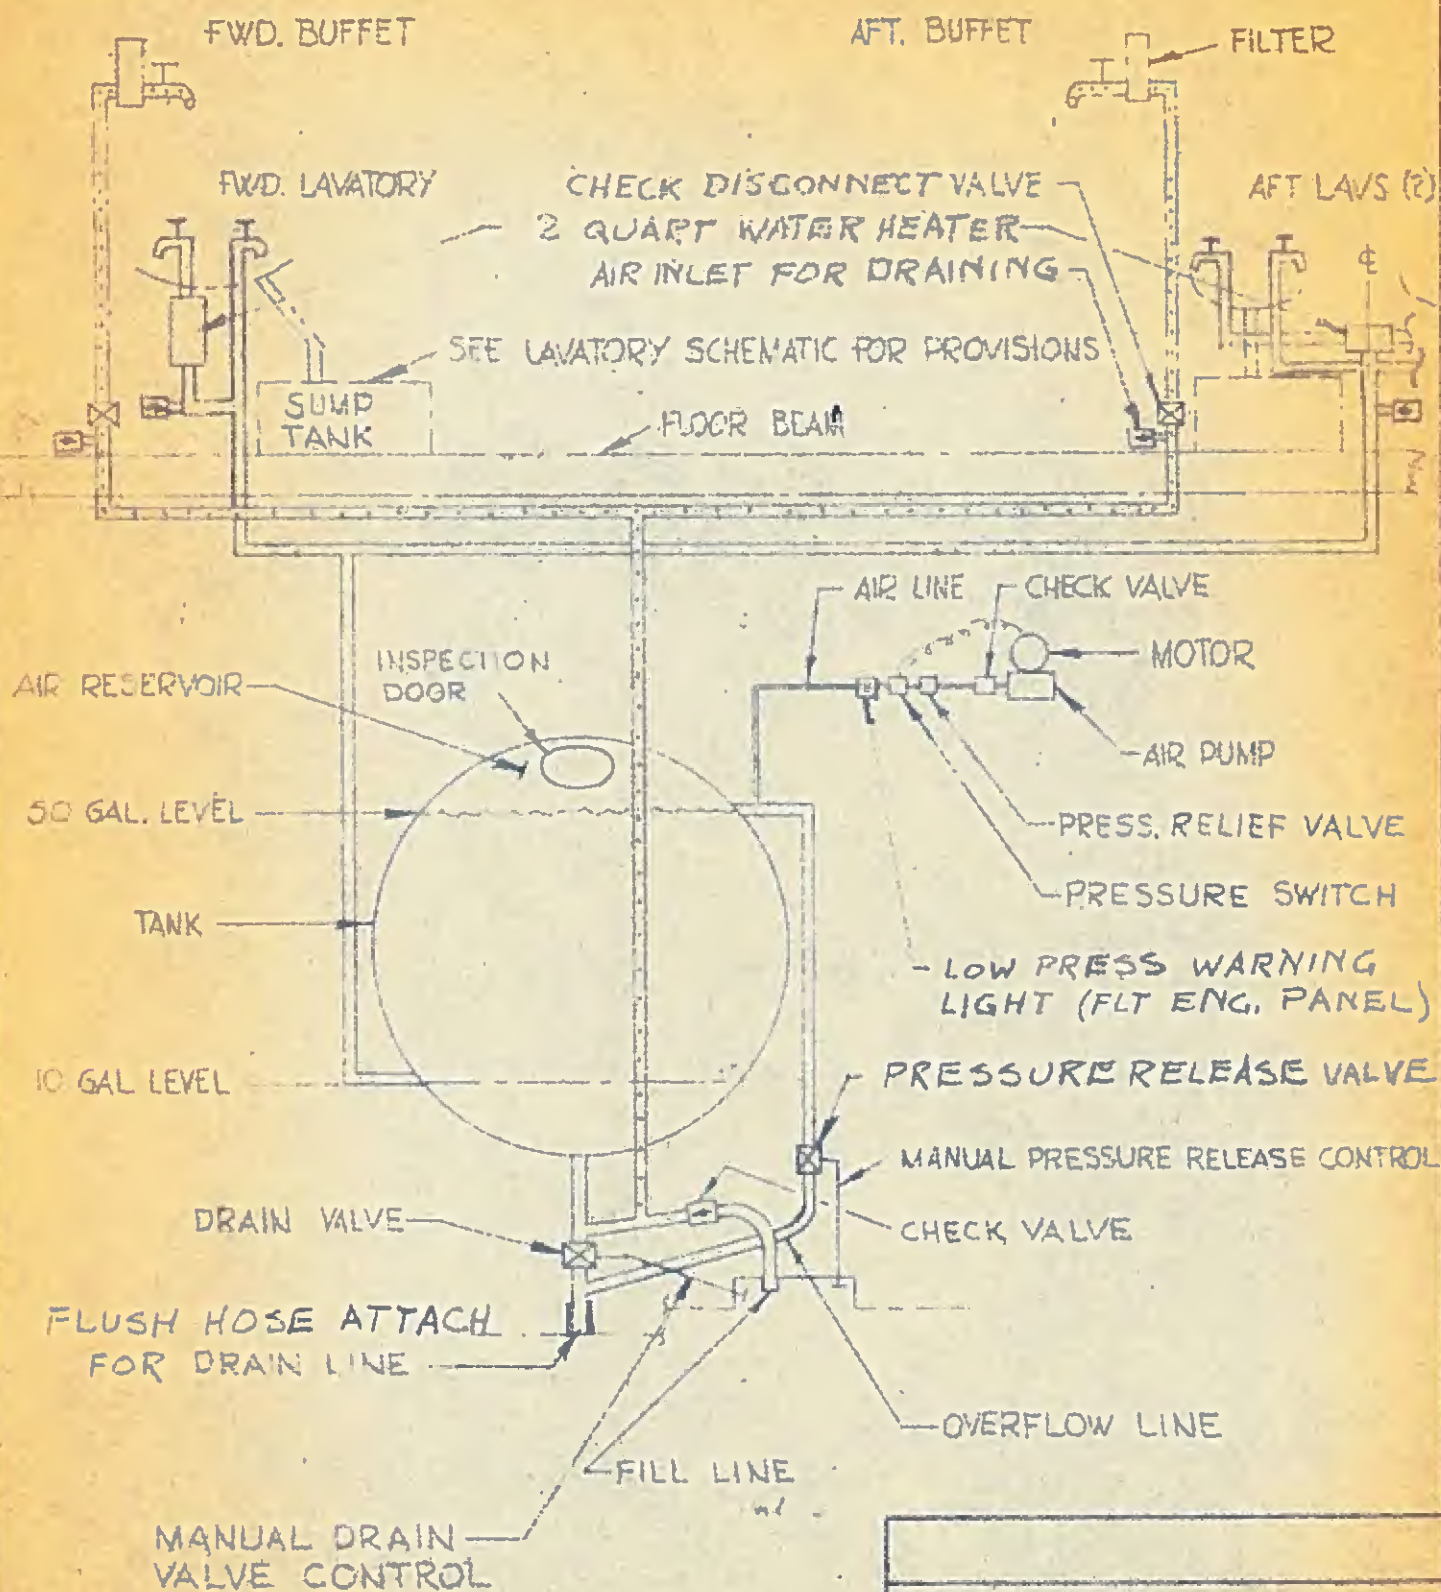 FWD. BUFFET
AFT. BUFFET
FILTER
FWD. LAVATORY
CHECK DISCONNECT VALVE
AFT LAVS (2)
2 QUART WATER HEATER
AIR INLET FOR DRAINING
SEE LAVATORY SCHEMATIC FOR PROVISIONS
SUMP
TANK
FLOOR BEAM
AIR LINE
CHECK VALVE
MOTOR
INSPECTION
DOOR
AIR RESERVOIR
AIR PUMP
50 GAL. LEVEL
PRESS. RELIEF VALVE
PRESSURE SWITCH
TANK
LOW PRESS WARNING
LIGHT (FLT ENG. PANEL)
10 GAL LEVEL
PRESSURE RELEASE VALVE
MANUAL PRESSURE RELEASE CONTROL
DRAIN VALVE
CHECK VALVE
FLUSH HOSE ATTACH
FOR DRAIN LINE
OVERFLOW LINE
FILL LINE
MANUAL DRAIN
VALVE CONTROL